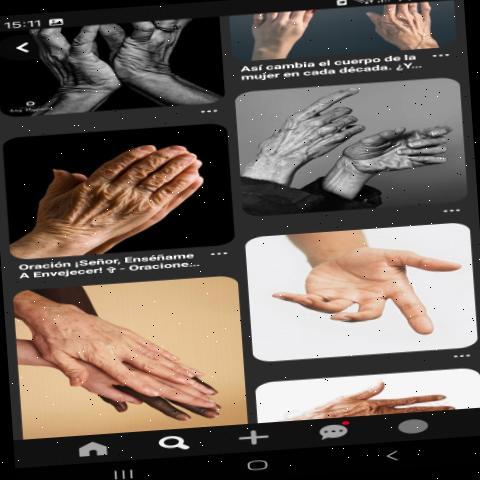 15:11
Así cambia el cuerpo de la
mujer en cada década. ¿Y...
Oración ¡Señor, Enséñame
A Envejecer! ✞ - Oracione...